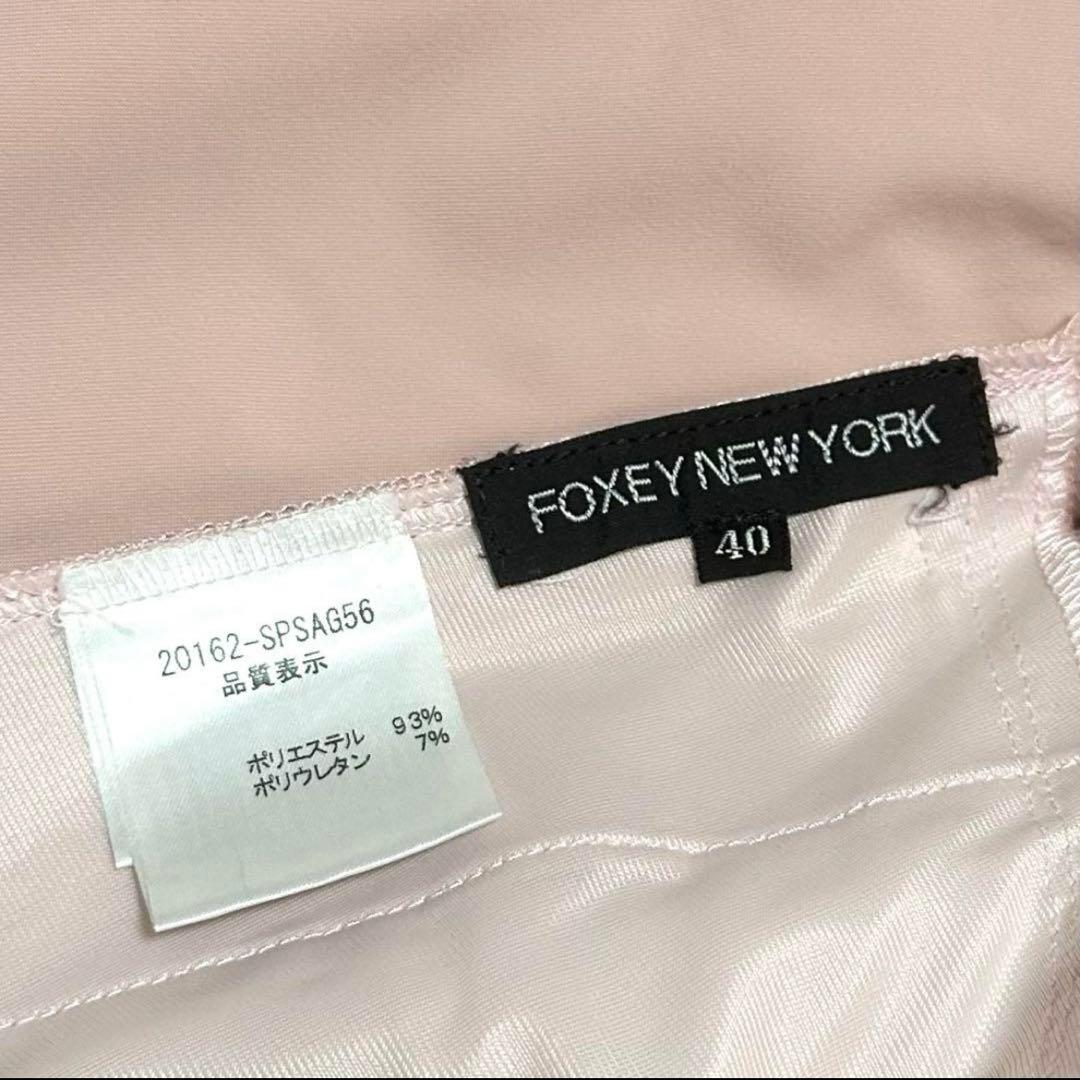 FOXEY NEW YORK
40
20162-SPSAG56
品質表示
ポリエステル 93%
ポリウレタン 7%